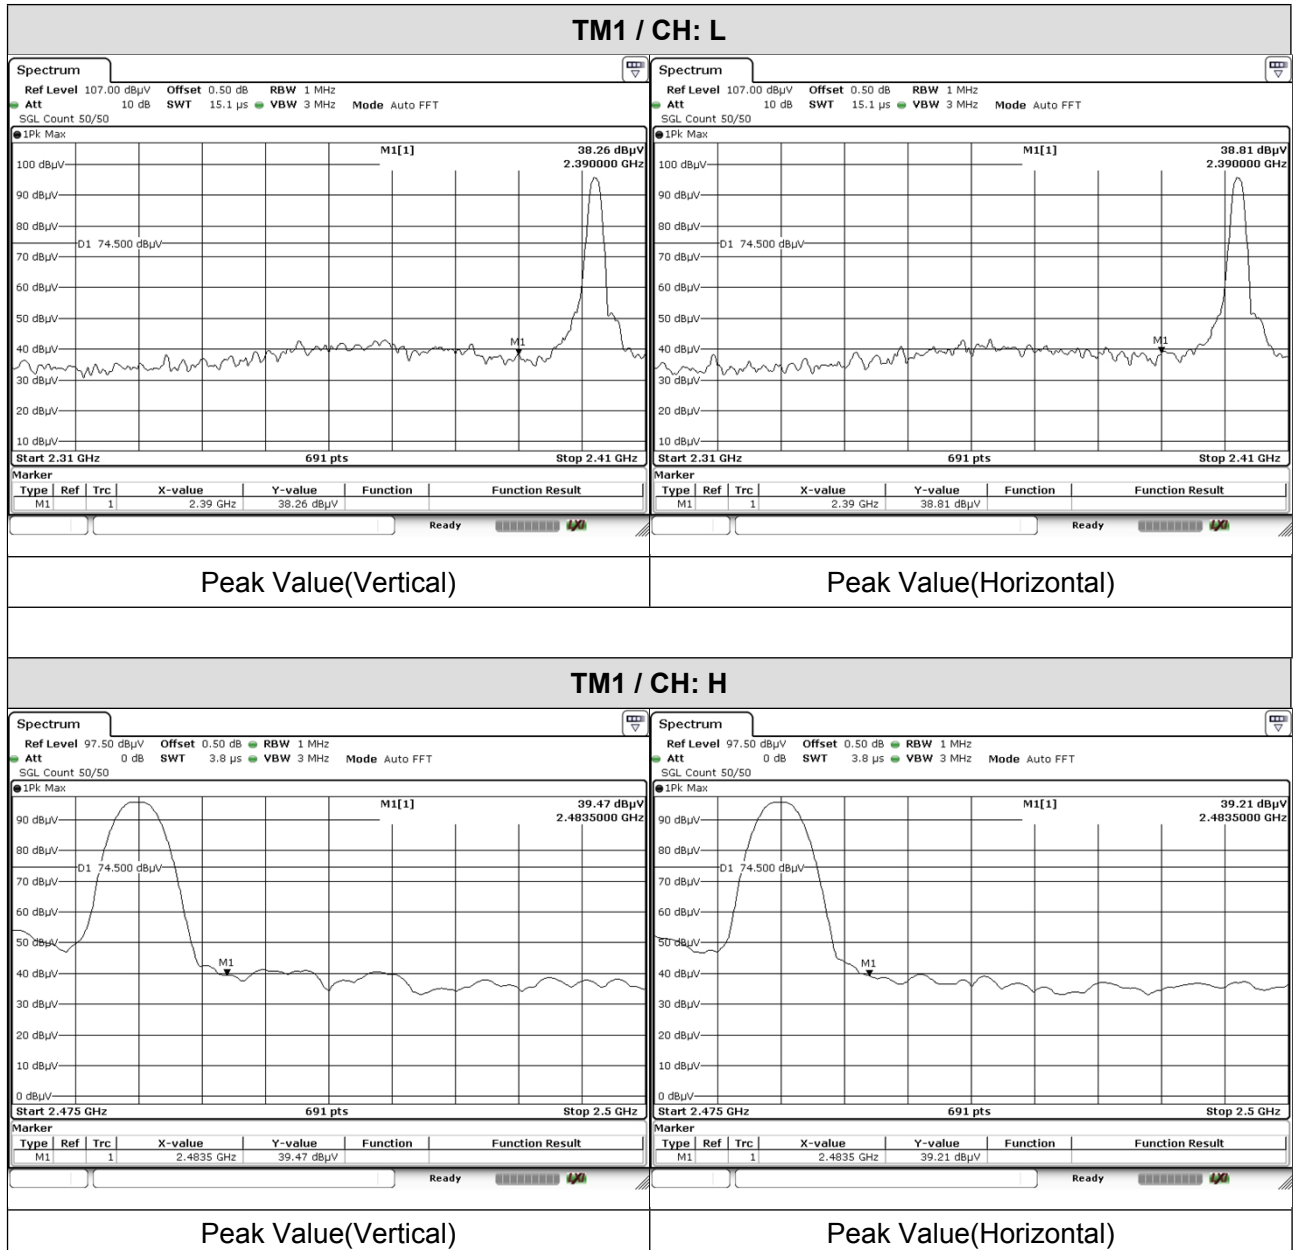 TM1 / CH: L
Spectrum
Ref Level 107.00 dBµV Offset 0.50 dB RBW 1 MHz
Att 10 dB SWT 15.1 µs VBW 3 MHz Mode Auto FFT
SGL Count 50/50
1Pk Max
M1[1] 38.26 dBµV
2.390000 GHz
100 dBµV
90 dBµV
80 dBµV
D1 74.500 dBµV
70 dBµV
60 dBµV
50 dBµV
M1
40 dBµV
30 dBµV
20 dBµV
10 dBµV
Start 2.31 GHz 691 pts Stop 2.41 GHz
Marker
Type Ref Trc X-value Y-value Function Function Result
M1 1 2.39 GHz 38.26 dBµV
Ready LXI
Peak Value(Vertical)
Spectrum
Ref Level 107.00 dBµV Offset 0.50 dB RBW 1 MHz
Att 10 dB SWT 15.1 µs VBW 3 MHz Mode Auto FFT
SGL Count 50/50
1Pk Max
M1[1] 38.81 dBµV
2.390000 GHz
100 dBµV
90 dBµV
80 dBµV
D1 74.500 dBµV
70 dBµV
60 dBµV
50 dBµV
M1
40 dBµV
30 dBµV
20 dBµV
10 dBµV
Start 2.31 GHz 691 pts Stop 2.41 GHz
Marker
Type Ref Trc X-value Y-value Function Function Result
M1 1 2.39 GHz 38.81 dBµV
Ready LXI
Peak Value(Horizontal)
TM1 / CH: H
Spectrum
Ref Level 97.50 dBµV Offset 0.50 dB RBW 1 MHz
Att 0 dB SWT 3.8 µs VBW 3 MHz Mode Auto FFT
SGL Count 50/50
1Pk Max
M1[1] 39.47 dBµV
2.4835000 GHz
90 dBµV
80 dBµV
D1 74.500 dBµV
70 dBµV
60 dBµV
50 dBµV
M1
40 dBµV
30 dBµV
20 dBµV
10 dBµV
0 dBµV
Start 2.475 GHz 691 pts Stop 2.5 GHz
Marker
Type Ref Trc X-value Y-value Function Function Result
M1 1 2.4835 GHz 39.47 dBµV
Ready LXI
Peak Value(Vertical)
Spectrum
Ref Level 97.50 dBµV Offset 0.50 dB RBW 1 MHz
Att 0 dB SWT 3.8 µs VBW 3 MHz Mode Auto FFT
SGL Count 50/50
1Pk Max
M1[1] 39.21 dBµV
2.4835000 GHz
90 dBµV
80 dBµV
D1 74.500 dBµV
70 dBµV
60 dBµV
50 dBµV
M1
40 dBµV
30 dBµV
20 dBµV
10 dBµV
0 dBµV
Start 2.475 GHz 691 pts Stop 2.5 GHz
Marker
Type Ref Trc X-value Y-value Function Function Result
M1 1 2.4835 GHz 39.21 dBµV
Ready LXI
Peak Value(Horizontal)